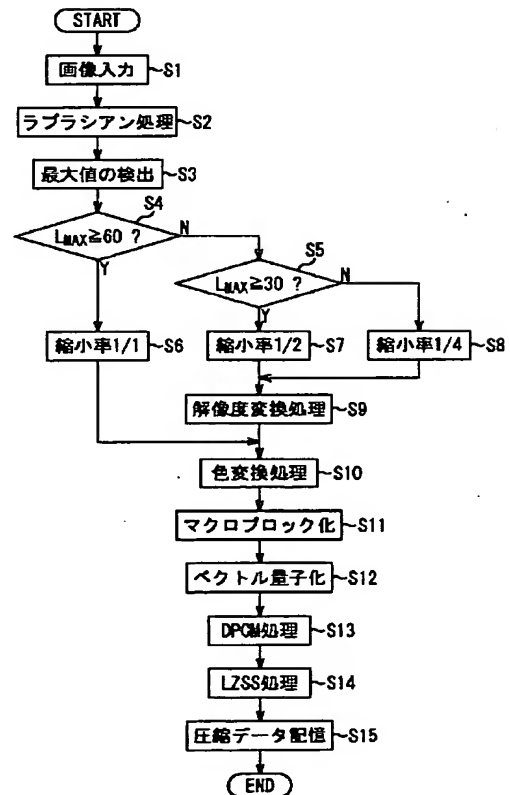 START
画像入力 ~S1
ラプラシアン処理 ~S2
最大値の検出 ~S3
S4
LMAX≧60 ?
N
Y
S5
LMAX≧30 ?
N
Y
縮小率1/1 ~S6
縮小率1/2 ~S7
縮小率1/4 ~S8
解像度変換処理 ~S9
色変換処理 ~S10
マクロブロック化 ~S11
ベクトル量子化 ~S12
DPCM処理 ~S13
LZSS処理 ~S14
圧縮データ記憶 ~S15
END